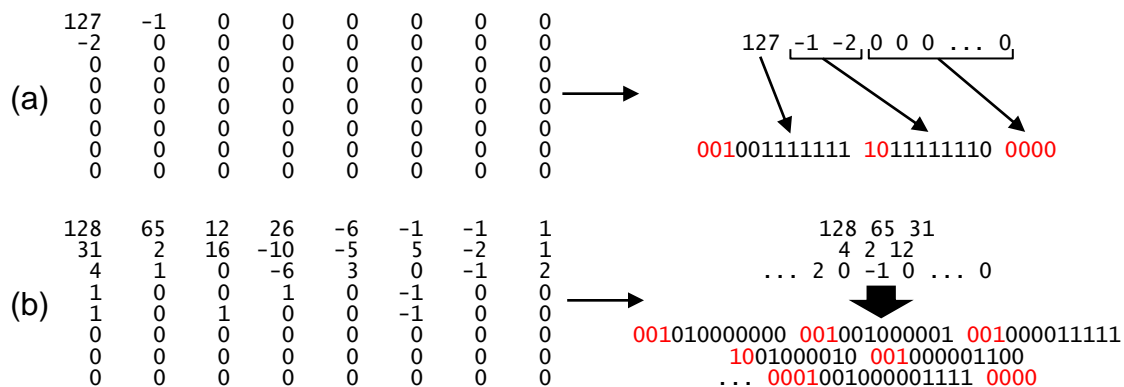 (a)
127 -1 0 0 0 0 0 0
-2 0 0 0 0 0 0 0
0 0 0 0 0 0 0 0
0 0 0 0 0 0 0 0
0 0 0 0 0 0 0 0
0 0 0 0 0 0 0 0
0 0 0 0 0 0 0 0
0 0 0 0 0 0 0 0
127 -1 -2 0 0 0 ... 0
001001111111 1011111110 0000
(b)
128 65 12 26 -6 -1 -1 1
31 2 16 -10 -5 5 -2 1
4 1 0 -6 3 0 -1 2
1 0 0 1 0 -1 0 0
1 0 1 0 0 -1 0 0
0 0 0 0 0 0 0 0
0 0 0 0 0 0 0 0
0 0 0 0 0 0 0 0
128 65 31
4 2 12
... 2 0 -1 0 ... 0
001010000000 001001000001 001000011111
1001000010 001000001100
... 0001001000001111 0000